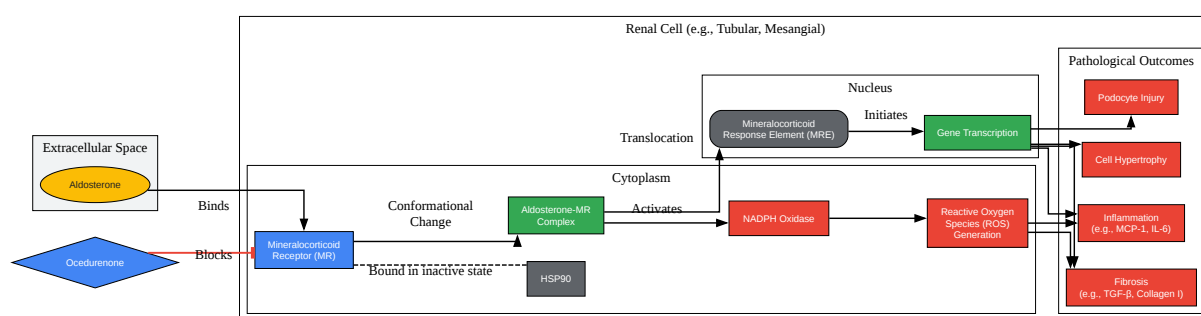 Renal Cell (e.g., Tubular, Mesangial)
Pathological Outcomes
Nucleus
Podocyte Injury
Mineralocorticoid
Response Element (MRE)
Initiates
Gene Transcription
Translocation
Cell Hypertrophy
Extracellular Space
Aldosterone
Cytoplasm
Binds
Conformational
Change
Aldosterone-MR
Complex
Activates
NADPH Oxidase
Reactive Oxygen
Species (ROS)
Generation
Inflammation
(e.g., MCP-1, IL-6)
Ocedurenone
Blocks
Mineralocorticoid
Receptor (MR)
Bound in inactive state
HSP90
Fibrosis
(e.g., TGF-β, Collagen I)